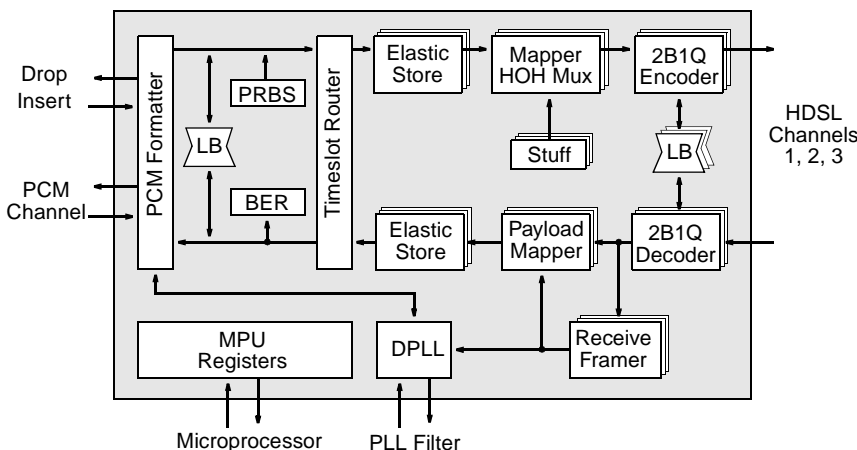 Drop
Insert
PCM
Channel
PCM Formatter
LB
PRBS
BER
Timeslot Router
Elastic
Store
Mapper
HOH Mux
2B1Q
Encoder
Stuff
LB
HDSL
Channels
1, 2, 3
Elastic
Store
Payload
Mapper
2B1Q
Decoder
MPU
Registers
DPLL
Receive
Framer
Microprocessor
PLL Filter